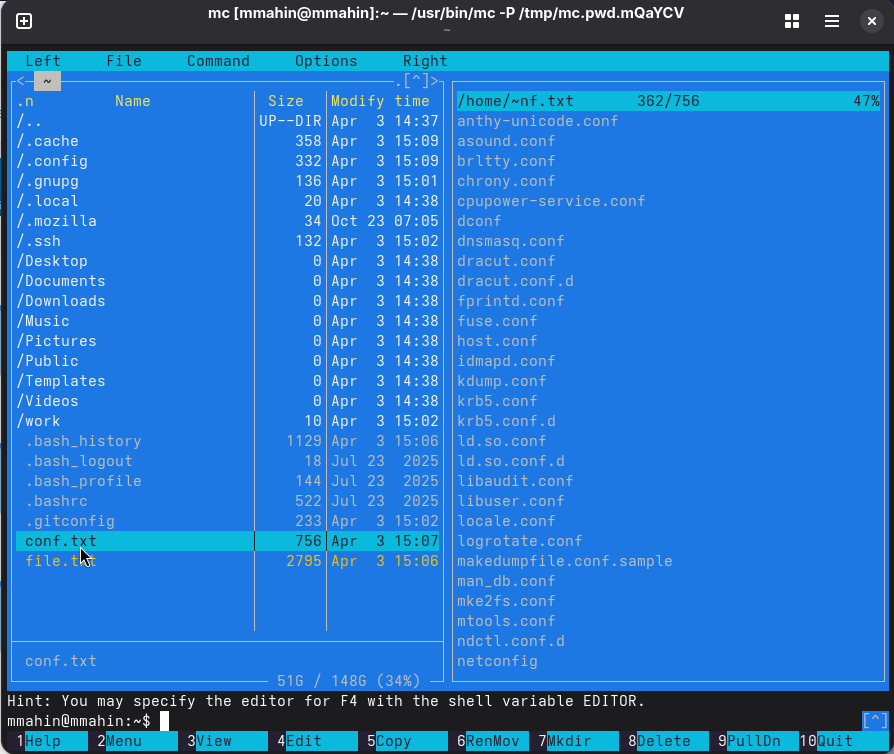 mc [mmahin@mmahin]:~ — /usr/bin/mc -P /tmp/mc.pwd.mQaYCV
~
Left File Command Options Right
<─ ~ .[^]>
.n Name Size Modify time
/.. UP--DIR Apr 3 14:37
/.cache 358 Apr 3 15:09
/.config 332 Apr 3 15:09
/.gnupg 136 Apr 3 15:01
/.local 20 Apr 3 14:38
/.mozilla 34 Oct 23 07:05
/.ssh 132 Apr 3 15:02
/Desktop 0 Apr 3 14:38
/Documents 0 Apr 3 14:38
/Downloads 0 Apr 3 14:38
/Music 0 Apr 3 14:38
/Pictures 0 Apr 3 14:38
/Public 0 Apr 3 14:38
/Templates 0 Apr 3 14:38
/Videos 0 Apr 3 14:38
/work 10 Apr 3 15:02
.bash_history 1129 Apr 3 15:06
.bash_logout 18 Jul 23 2025
.bash_profile 144 Jul 23 2025
.bashrc 522 Jul 23 2025
.gitconfig 233 Apr 3 15:02
conf.txt 756 Apr 3 15:07
file.txt 2795 Apr 3 15:06
conf.txt
51G / 148G (34%)
/home/~nf.txt 362/756 47%
anthy-unicode.conf
asound.conf
brltty.conf
chrony.conf
cpupower-service.conf
dconf
dnsmasq.conf
dracut.conf
dracut.conf.d
fprintd.conf
fuse.conf
host.conf
idmapd.conf
kdump.conf
krb5.conf
krb5.conf.d
ld.so.conf
ld.so.conf.d
libaudit.conf
libuser.conf
locale.conf
logrotate.conf
makedumpfile.conf.sample
man_db.conf
mke2fs.conf
mtools.conf
ndctl.conf.d
netconfig
Hint: You may specify the editor for F4 with the shell variable EDITOR.
mmahin@mmahin:~$ [^]
1Help 2Menu 3View 4Edit 5Copy 6RenMov 7Mkdir 8Delete 9PullDn 10Quit